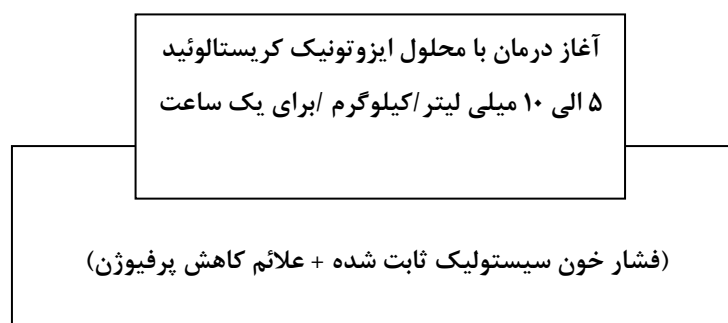 آغاز درمان با محلول ایزوتونیک کریستالوئید
۵ الی ۱۰ میلی لیتر/کیلوگرم /برای یک ساعت
(فشار خون سیستولیک ثابت شده + علائم کاهش پرفیوژن)